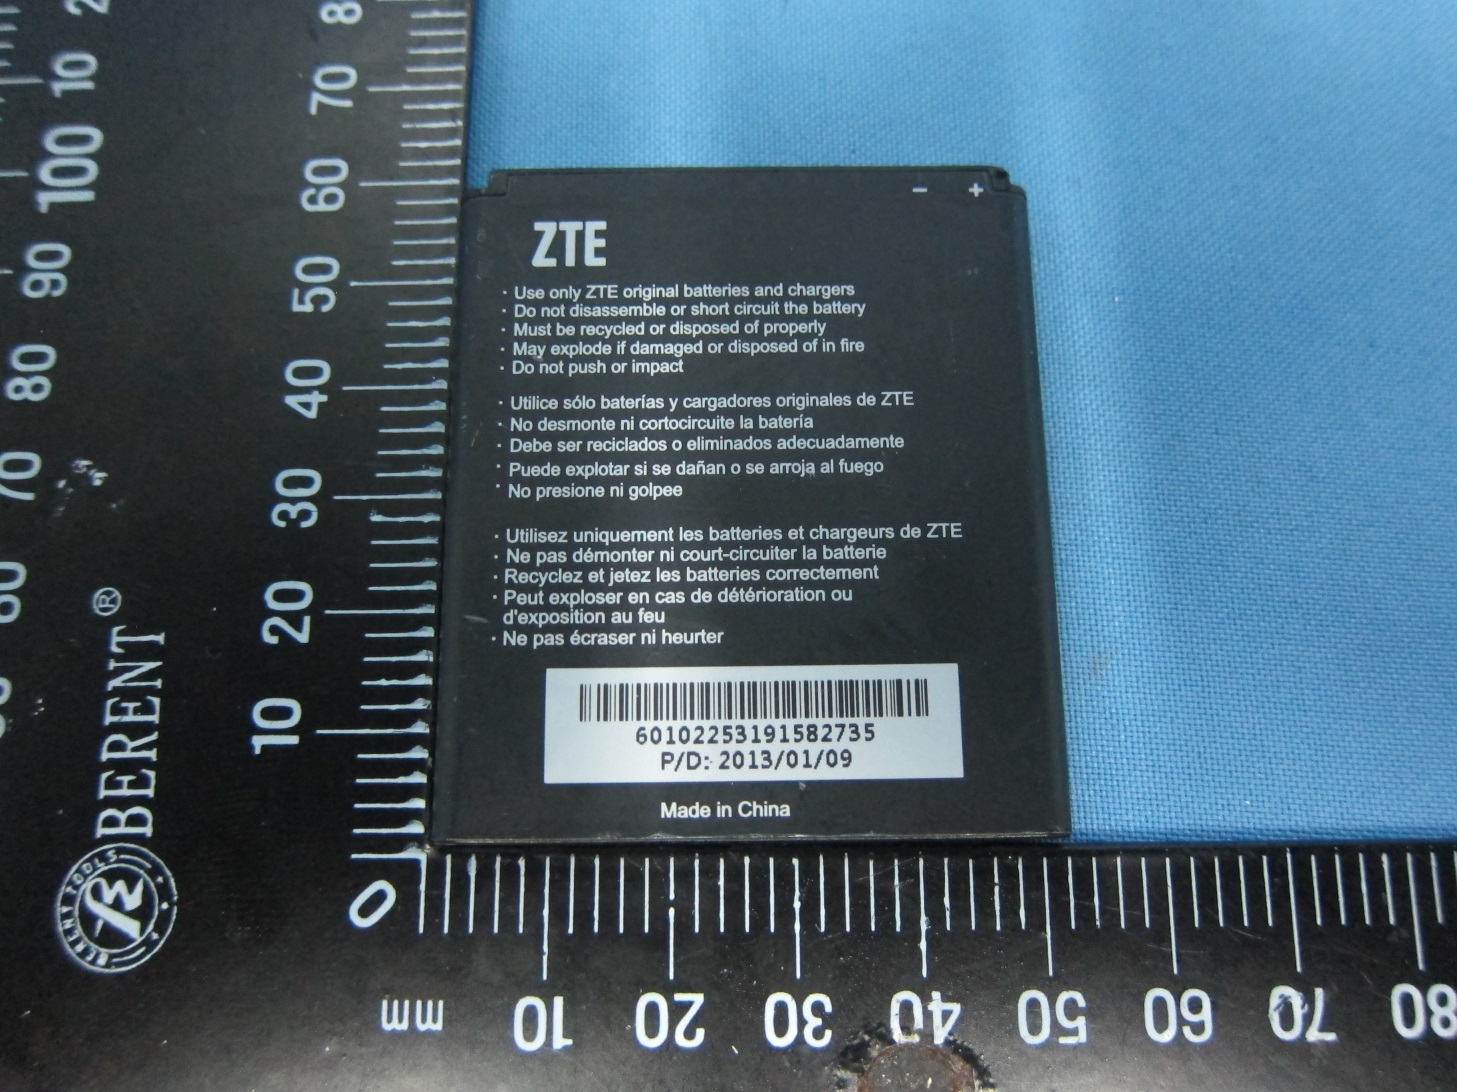 ZTE
- +
· Use only ZTE original batteries and chargers
· Do not disassemble or short circuit the battery
· Must be recycled or disposed of properly
· May explode if damaged or disposed of in fire
· Do not push or impact
· Utilice sólo baterías y cargadores originales de ZTE
· No desmonte ni cortocircuite la batería
· Debe ser reciclados o eliminados adecuadamente
· Puede explotar si se dañan o se arroja al fuego
· No presione ni golpee
· Utilisez uniquement les batteries et chargeurs de ZTE
· Ne pas démonter ni court-circuiter la batterie
· Recyclez et jetez les batteries correctement
· Peut exploser en cas de détérioration ou
d'exposition au feu
· Ne pas écraser ni heurter
60102253191582735
P/D: 2013/01/09
Made in China
70
60
50
40
30
20
10
0
mm
10 20 30 40 50 60 70 80
100
90
80
70
BERENT®
BERENT TOOLS